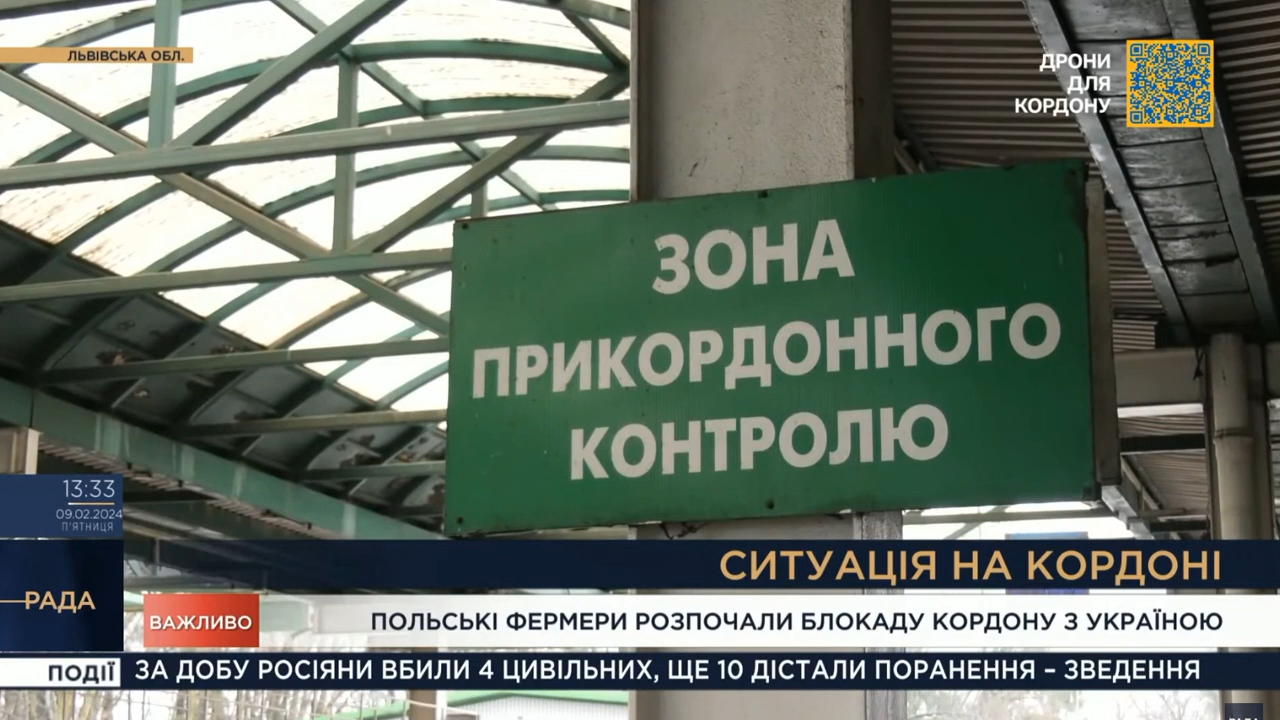 ЛЬВІВСЬКА ОБЛ.
ДРОНИ
ДЛЯ
КОРДОНУ
ЗОНА
ПРИКОРДОННОГО
КОНТРОЛЮ
13:33
09.02.2024
П'ЯТНИЦЯ
СИТУАЦІЯ НА КОРДОНІ
РАДА
ВАЖЛИВО
ПОЛЬСЬКІ ФЕРМЕРИ РОЗПОЧАЛИ БЛОКАДУ КОРДОНУ З УКРАЇНОЮ
ПОДІЇ
ЗА ДОБУ РОСІЯНИ ВБИЛИ 4 ЦИВІЛЬНИХ, ЩЕ 10 ДІСТАЛИ ПОРАНЕННЯ – ЗВЕДЕННЯ